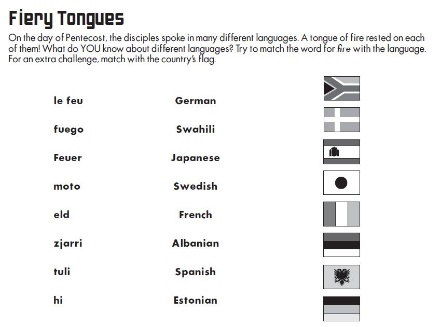 Fiery Tongues
On the day of Pentecost, the disciples spoke in many different languages. A tongue of fire rested on each
of them! What do YOU know about different languages? Try to match the word for fire with the language.
For an extra challenge, match with the country's flag.
le feu German
fuego Swahili
Feuer Japanese
moto Swedish
eld French
zjarri Albanian
tuli Spanish
hi Estonian